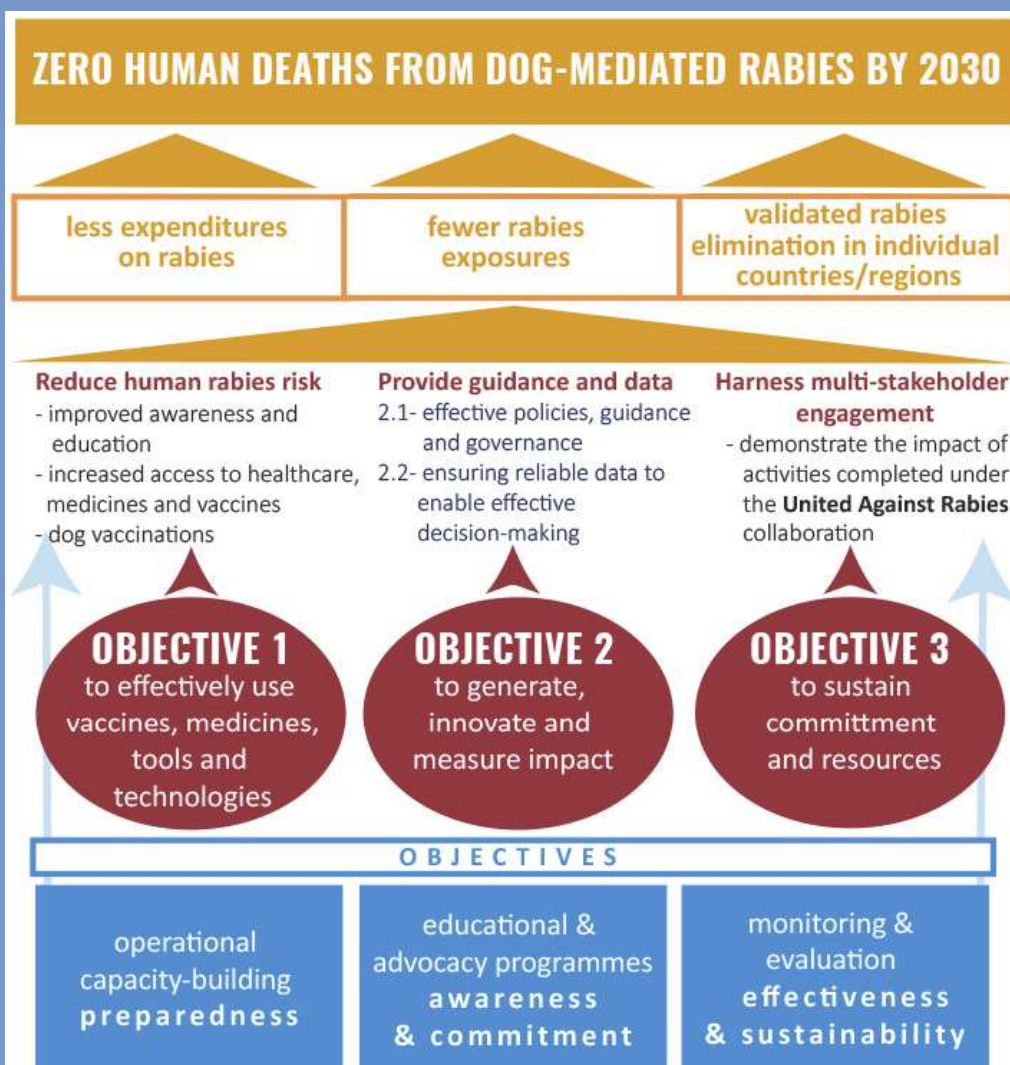 ZERO HUMAN DEATHS FROM DOG-MEDIATED RABIES BY 2030
less expenditures
on rabies
fewer rabies
exposures
validated rabies
elimination in individual
countries/regions
Reduce human rabies risk
- improved awareness and
education
- increased access to healthcare,
medicines and vaccines
- dog vaccinations
Provide guidance and data
2.1- effective policies, guidance
and governance
2.2- ensuring reliable data to
enable effective
decision-making
Harness multi-stakeholder
engagement
- demonstrate the impact of
activities completed under
the United Against Rabies
collaboration
OBJECTIVE 1
to effectively use
vaccines, medicines,
tools and
technologies
OBJECTIVE 2
to generate,
innovate and
measure impact
OBJECTIVE 3
to sustain
committment
and resources
OBJECTIVES
operational
capacity-building
preparedness
educational &
advocacy programmes
awareness
& commitment
monitoring &
evaluation
effectiveness
& sustainability